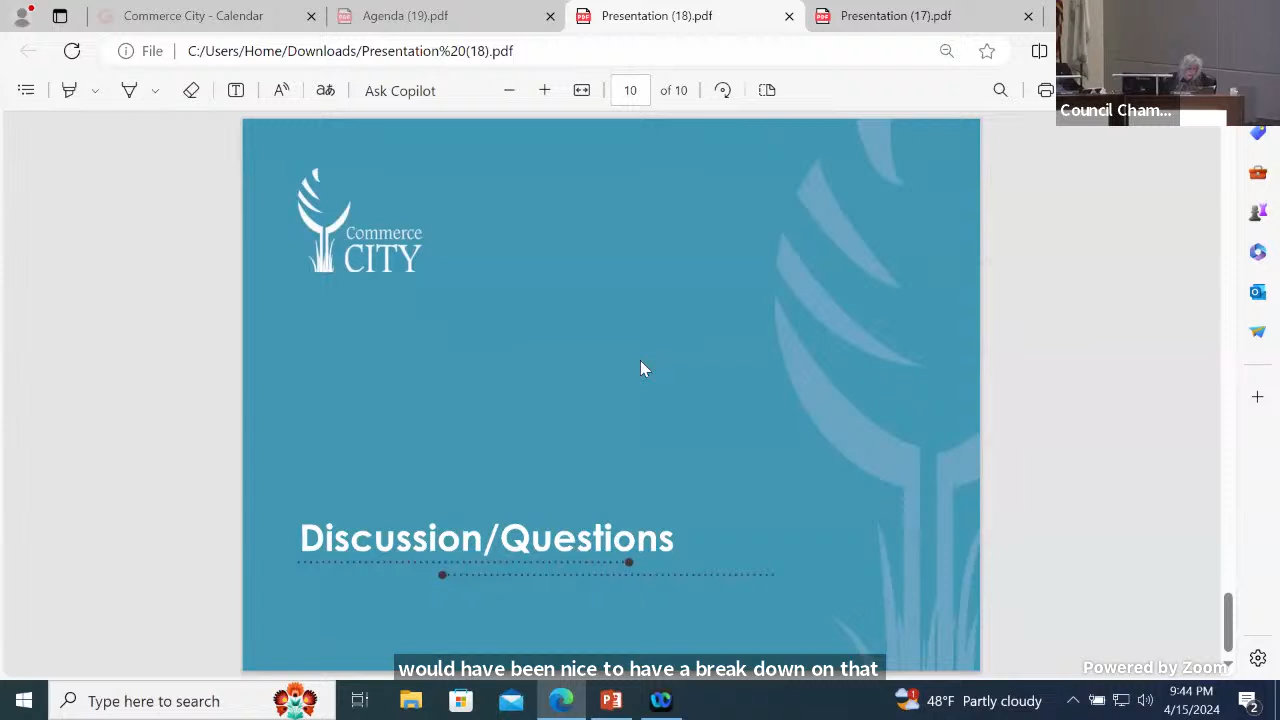 Commerce City - Calendar
Agenda (19).pdf
Presentation (18).pdf
Presentation (17).pdf
File
C:/Users/Home/Downloads/Presentation%20(18).pdf
Ask Copilot
10
of 10
Council Cham...
Commerce
CITY
Discussion/Questions
would have been nice to have a break down on that
Powered by Zoom
Type here to search
48°F Partly cloudy
9:44 PM
4/15/2024